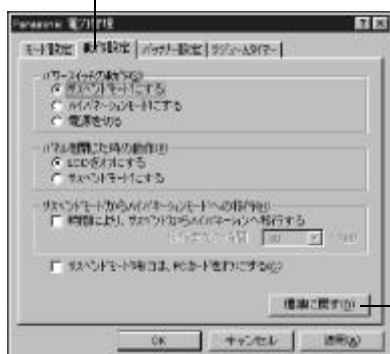 Panasonic 電力管理
モード設定 動作設定 バッテリー設定 スケジュールタイマー
パワースイッチの動作(S)
サスペンドモードにする
ハイバネーションモードにする
電源を切る
パネルを閉じた時の動作(P)
LCDをオフにする
サスペンドモードにする
サスペンドモードからハイバネーションモードへの移行(H)
時間により、サスペンドからハイバネーションへ移行する
サスペンドモード時は、PCカードをオフにする(C)
標準に戻す(D)
OK キャンセル 適用(A)